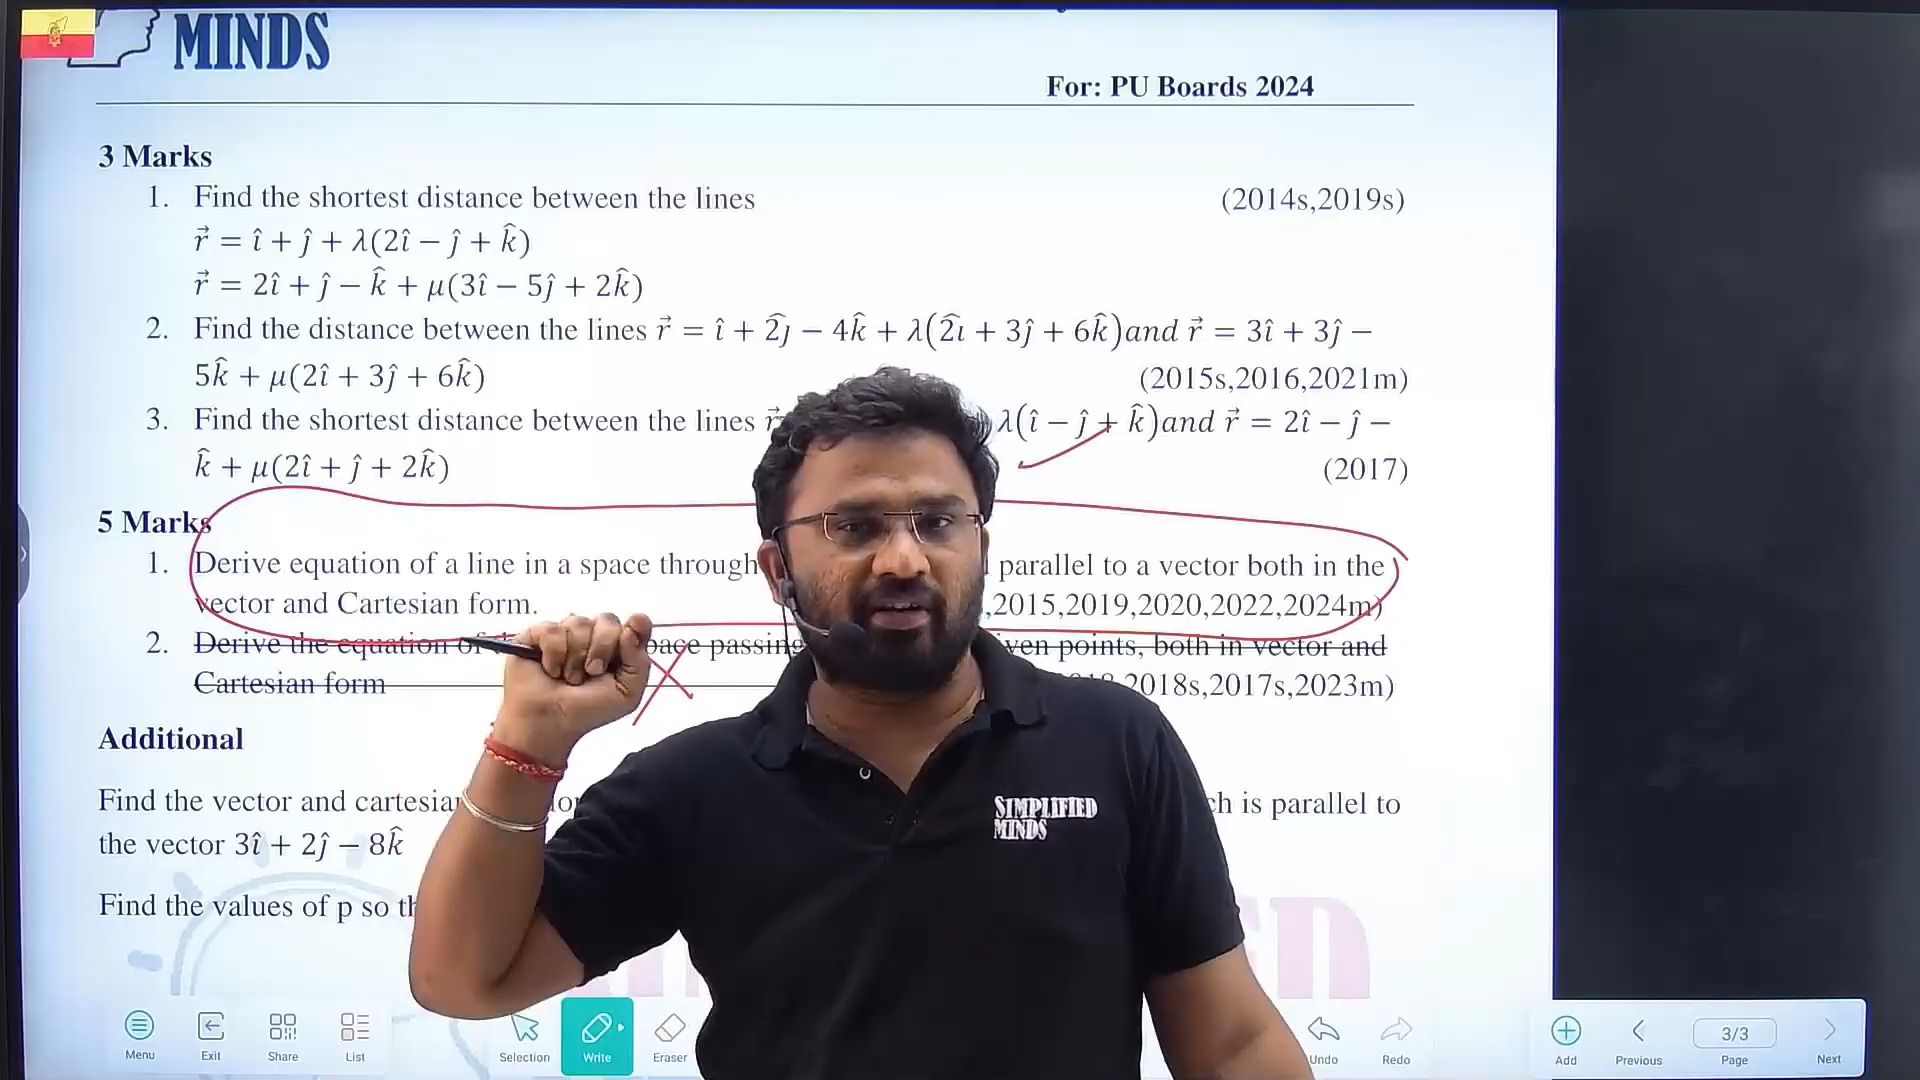 MINDS
For: PU Boards 2024
3 Marks
1. Find the shortest distance between the lines (2014s,2019s)
r⃗ = î + ĵ + λ(2î − ĵ + k̂)
r⃗ = 2î + ĵ − k̂ + μ(3î − 5ĵ + 2k̂)
2. Find the distance between the lines r⃗ = î + 2ĵ − 4k̂ + λ(2î + 3ĵ + 6k̂)and r⃗ = 3î + 3ĵ −
5k̂ + μ(2î + 3ĵ + 6k̂) (2015s,2016,2021m)
3. Find the shortest distance between the lines r⃗ λ(î − ĵ + k̂)and r⃗ = 2î − ĵ −
k̂ + μ(2î + ĵ + 2k̂) (2017)
5 Marks
1. Derive equation of a line in a space through parallel to a vector both in the
vector and Cartesian form. ,2015,2019,2020,2022,2024m)
2. Derive the equation of passing points, both in vector and
Cartesian form 2018s,2017s,2023m)
Additional
Find the vector and is parallel to
the vector 3î + 2ĵ − 8k̂
Find the values of p so
SIMPLIFIED
MINDS
Menu Exit Share List Selection Write Eraser Undo Redo Add Previous 3/3 Page Next